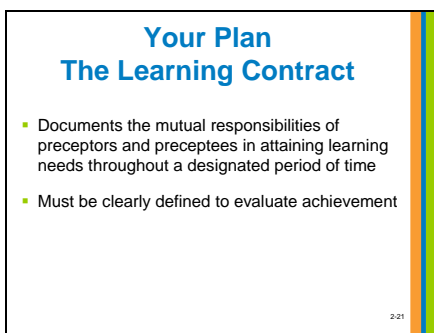 Your Plan
The Learning Contract
▪ Documents the mutual responsibilities of
preceptors and preceptees in attaining learning
needs throughout a designated period of time
▪ Must be clearly defined to evaluate achievement
2-21